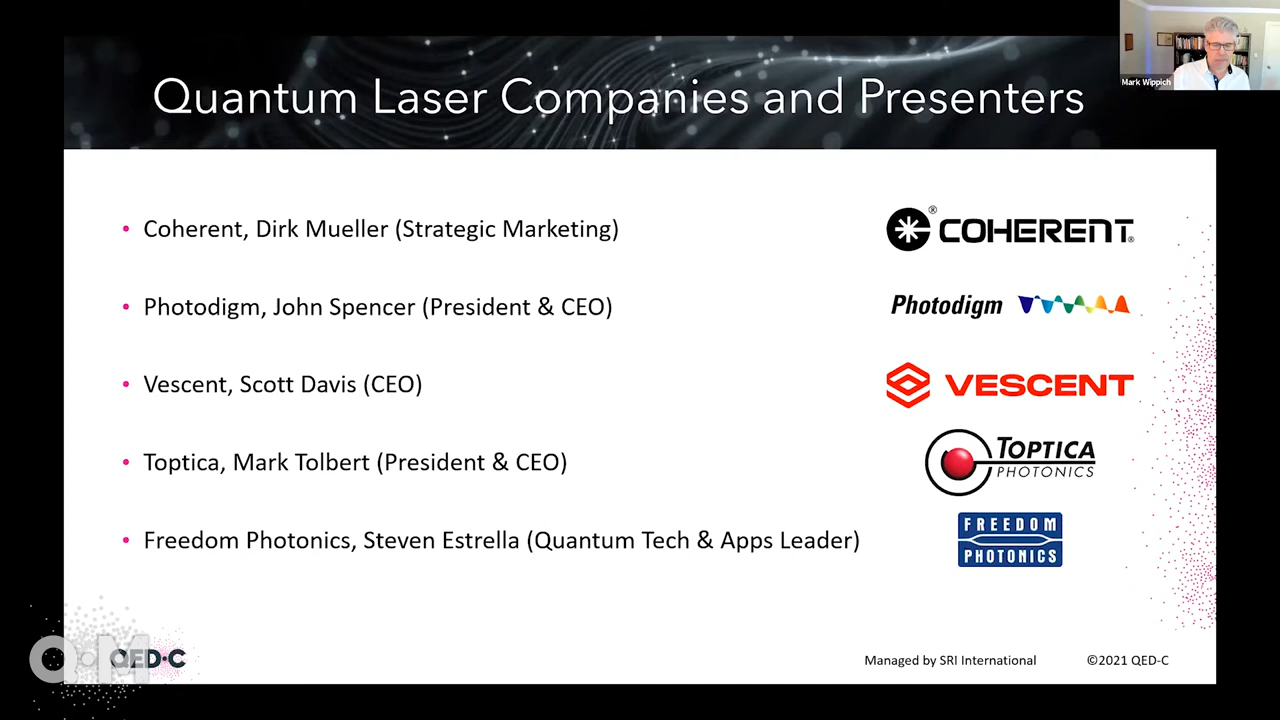 Quantum Laser Companies and Presenters
Mark Wippich
• Coherent, Dirk Mueller (Strategic Marketing)
COHERENT®
• Photodigm, John Spencer (President & CEO)
Photodigm
• Vescent, Scott Davis (CEO)
VESCENT
• Toptica, Mark Tolbert (President & CEO)
TOPTICA
PHOTONICS
• Freedom Photonics, Steven Estrella (Quantum Tech & Apps Leader)
FREEDOM
PHOTONICS
QED-C
Managed by SRI International
©2021 QED-C